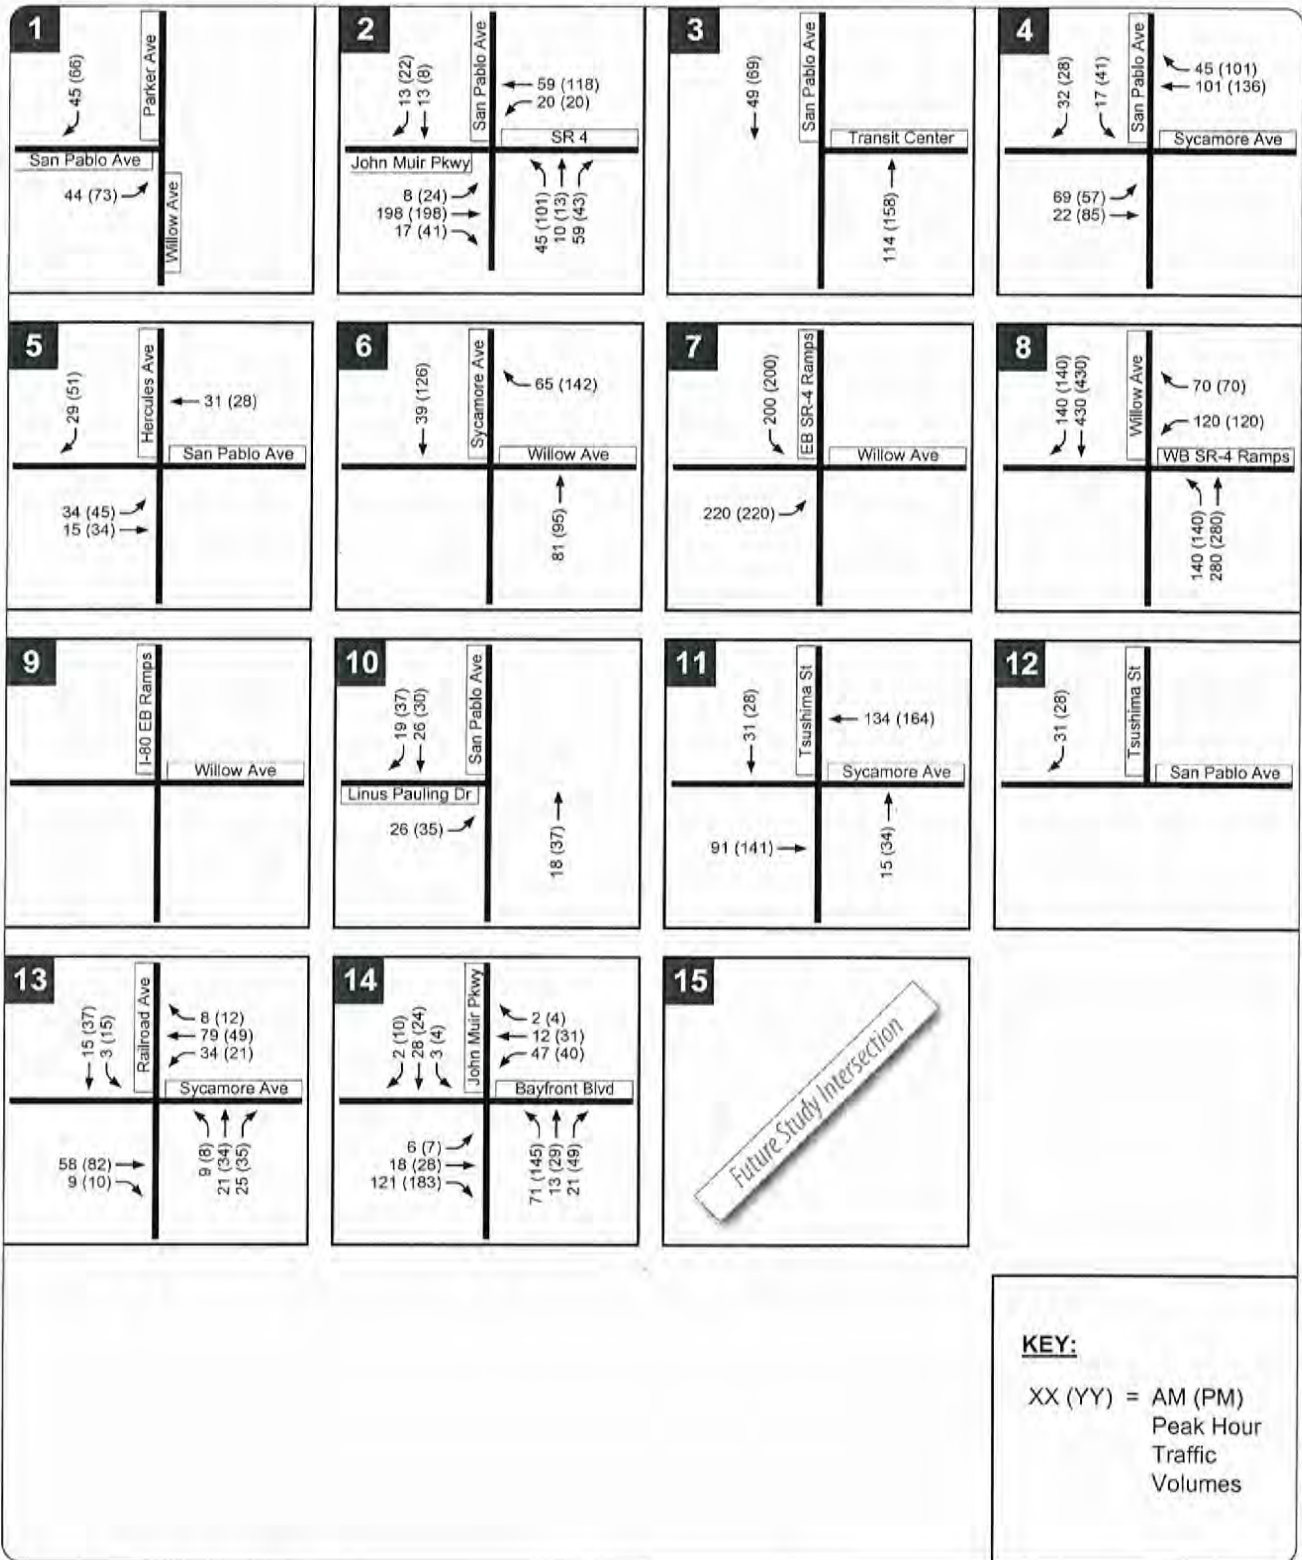 1
Parker Ave
45 (66)
San Pablo Ave
44 (73)
Willow Ave
2
San Pablo Ave
13 (22)
13 (8)
59 (118)
20 (20)
SR 4
John Muir Pkwy
8 (24)
198 (198)
17 (41)
45 (101)
10 (13)
59 (43)
3
San Pablo Ave
49 (69)
Transit Center
114 (158)
4
San Pablo Ave
32 (28)
17 (41)
45 (101)
101 (136)
Sycamore Ave
69 (57)
22 (85)
5
Hercules Ave
29 (51)
31 (28)
San Pablo Ave
34 (45)
15 (34)
6
Sycamore Ave
39 (126)
65 (142)
Willow Ave
81 (95)
7
EB SR-4 Ramps
200 (200)
Willow Ave
220 (220)
8
Willow Ave
140 (140)
430 (430)
70 (70)
120 (120)
WB SR-4 Ramps
140 (140)
280 (280)
9
I-80 EB Ramps
Willow Ave
10
San Pablo Ave
19 (37)
26 (30)
Linus Pauling Dr
26 (35)
18 (37)
11
Tsushima St
31 (28)
134 (164)
Sycamore Ave
91 (141)
15 (34)
12
Tsushima St
31 (28)
San Pablo Ave
13
Railroad Ave
15 (37)
3 (15)
8 (12)
79 (49)
34 (21)
Sycamore Ave
58 (82)
9 (10)
9 (8)
21 (34)
25 (35)
14
John Muir Pkwy
2 (10)
28 (24)
3 (4)
2 (4)
12 (31)
47 (40)
Bayfront Blvd
6 (7)
18 (28)
121 (183)
71 (145)
13 (29)
21 (49)
15
Future Study Intersection
KEY:
XX (YY) = AM (PM)
Peak Hour
Traffic
Volumes